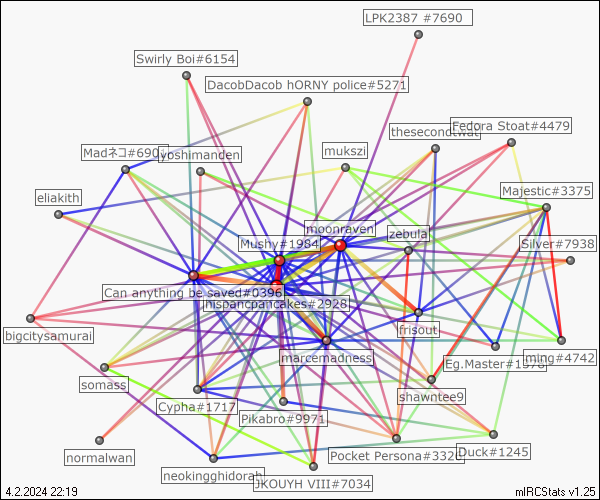 LPK2387 #7690
Swirly Boi#6154
DacobDacob hORNY police#5271
thesecondtwat
Fedora Stoat#4479
Madネコ#690
yoshimanden
mukszi
Majestic#3375
eliakith
moonraven
zebula
Mushy#1984
Silver#7938
Can anything be saved#0396
hispancpancakes#2928
bigcitysamurai
frisout
marcemadness
ming#4742
Eg.Master#1378
somass
shawntee9
Cypha#1717
Pikabro#9971
normalwan
Pocket Persona#3326
Duck#1245
neokingghidorah
JKOUYH VIII#7034
4.2.2024 22:19
mIRCStats v1.25